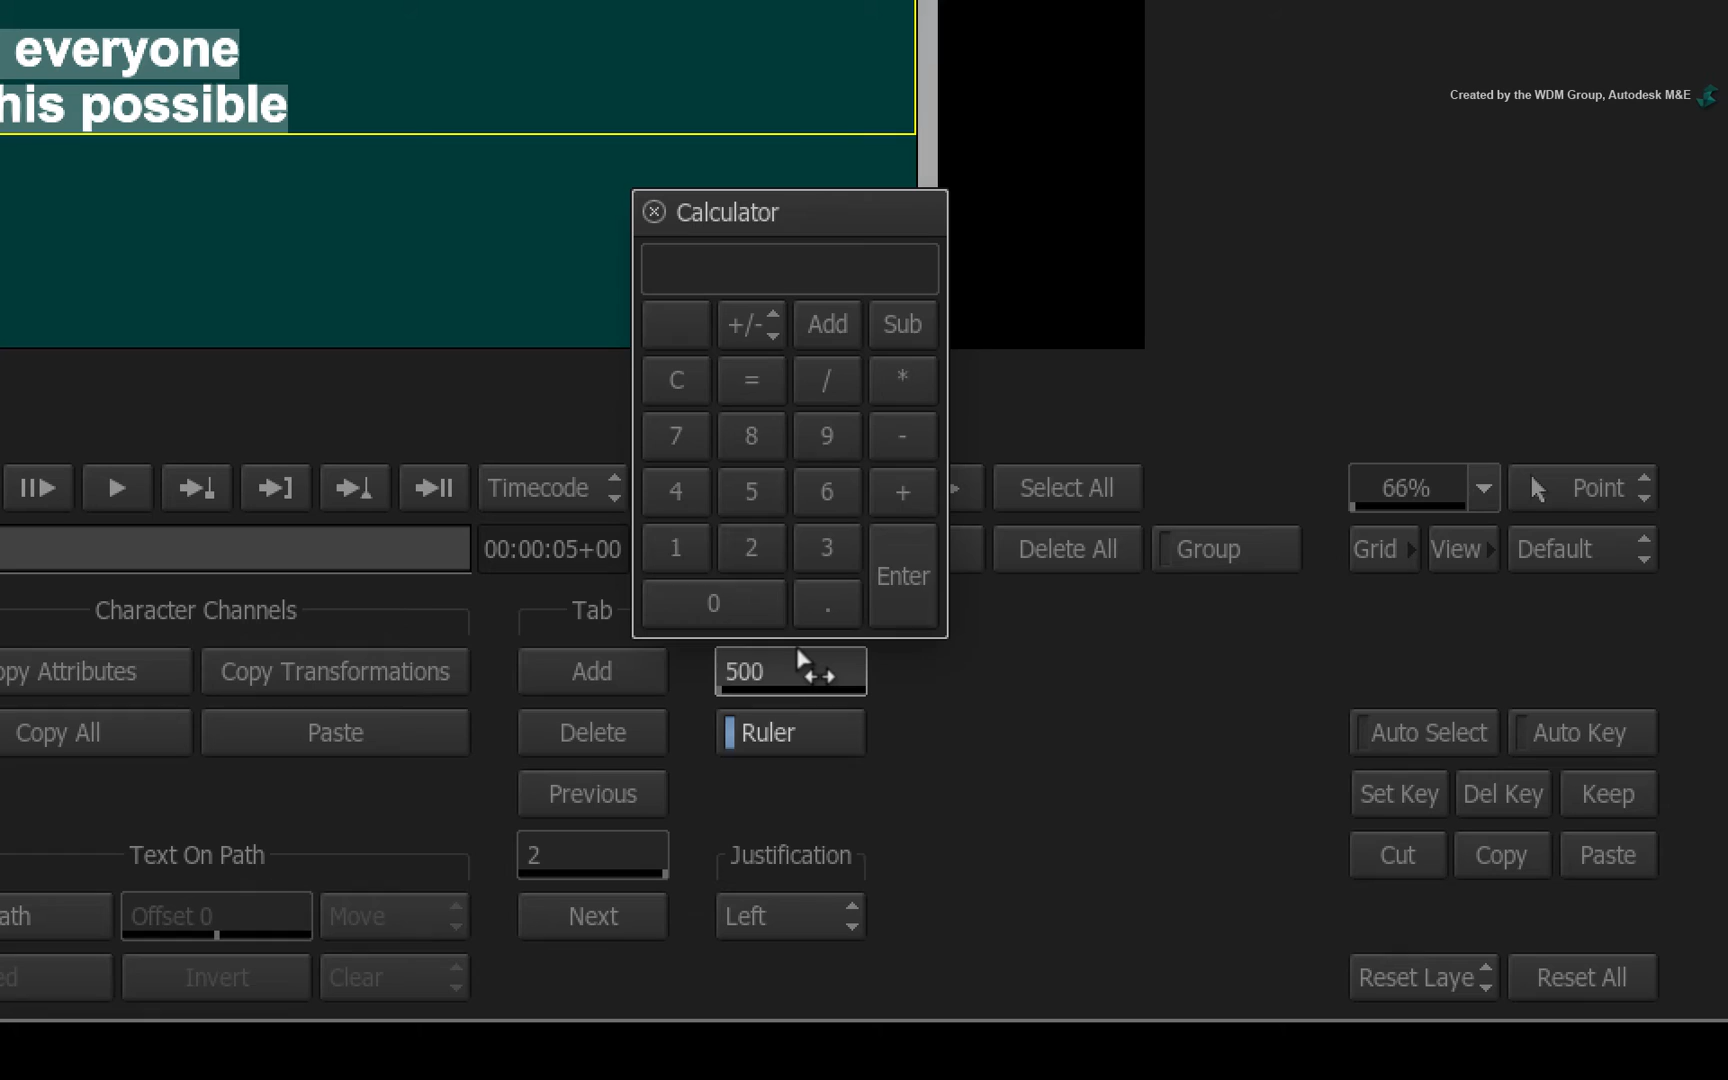 everyone
his possible
Created by the WDM Group, Autodesk M&E
Calculator
+/- Add Sub
C = / *
7 8 9 -
4 5 6 +
1 2 3 Enter
0 .
Timecode Select All 66% Point
00:00:05+00 Delete All Group Grid View Default
Character Channels Tab
opy Attributes Copy Transformations Add 500
Copy All Paste Delete Ruler Auto Select Auto Key
Previous Set Key Del Key Keep
Text On Path 2 Justification Cut Copy Paste
ath Offset 0 Move Next Left
ed Invert Clear Reset Laye Reset All